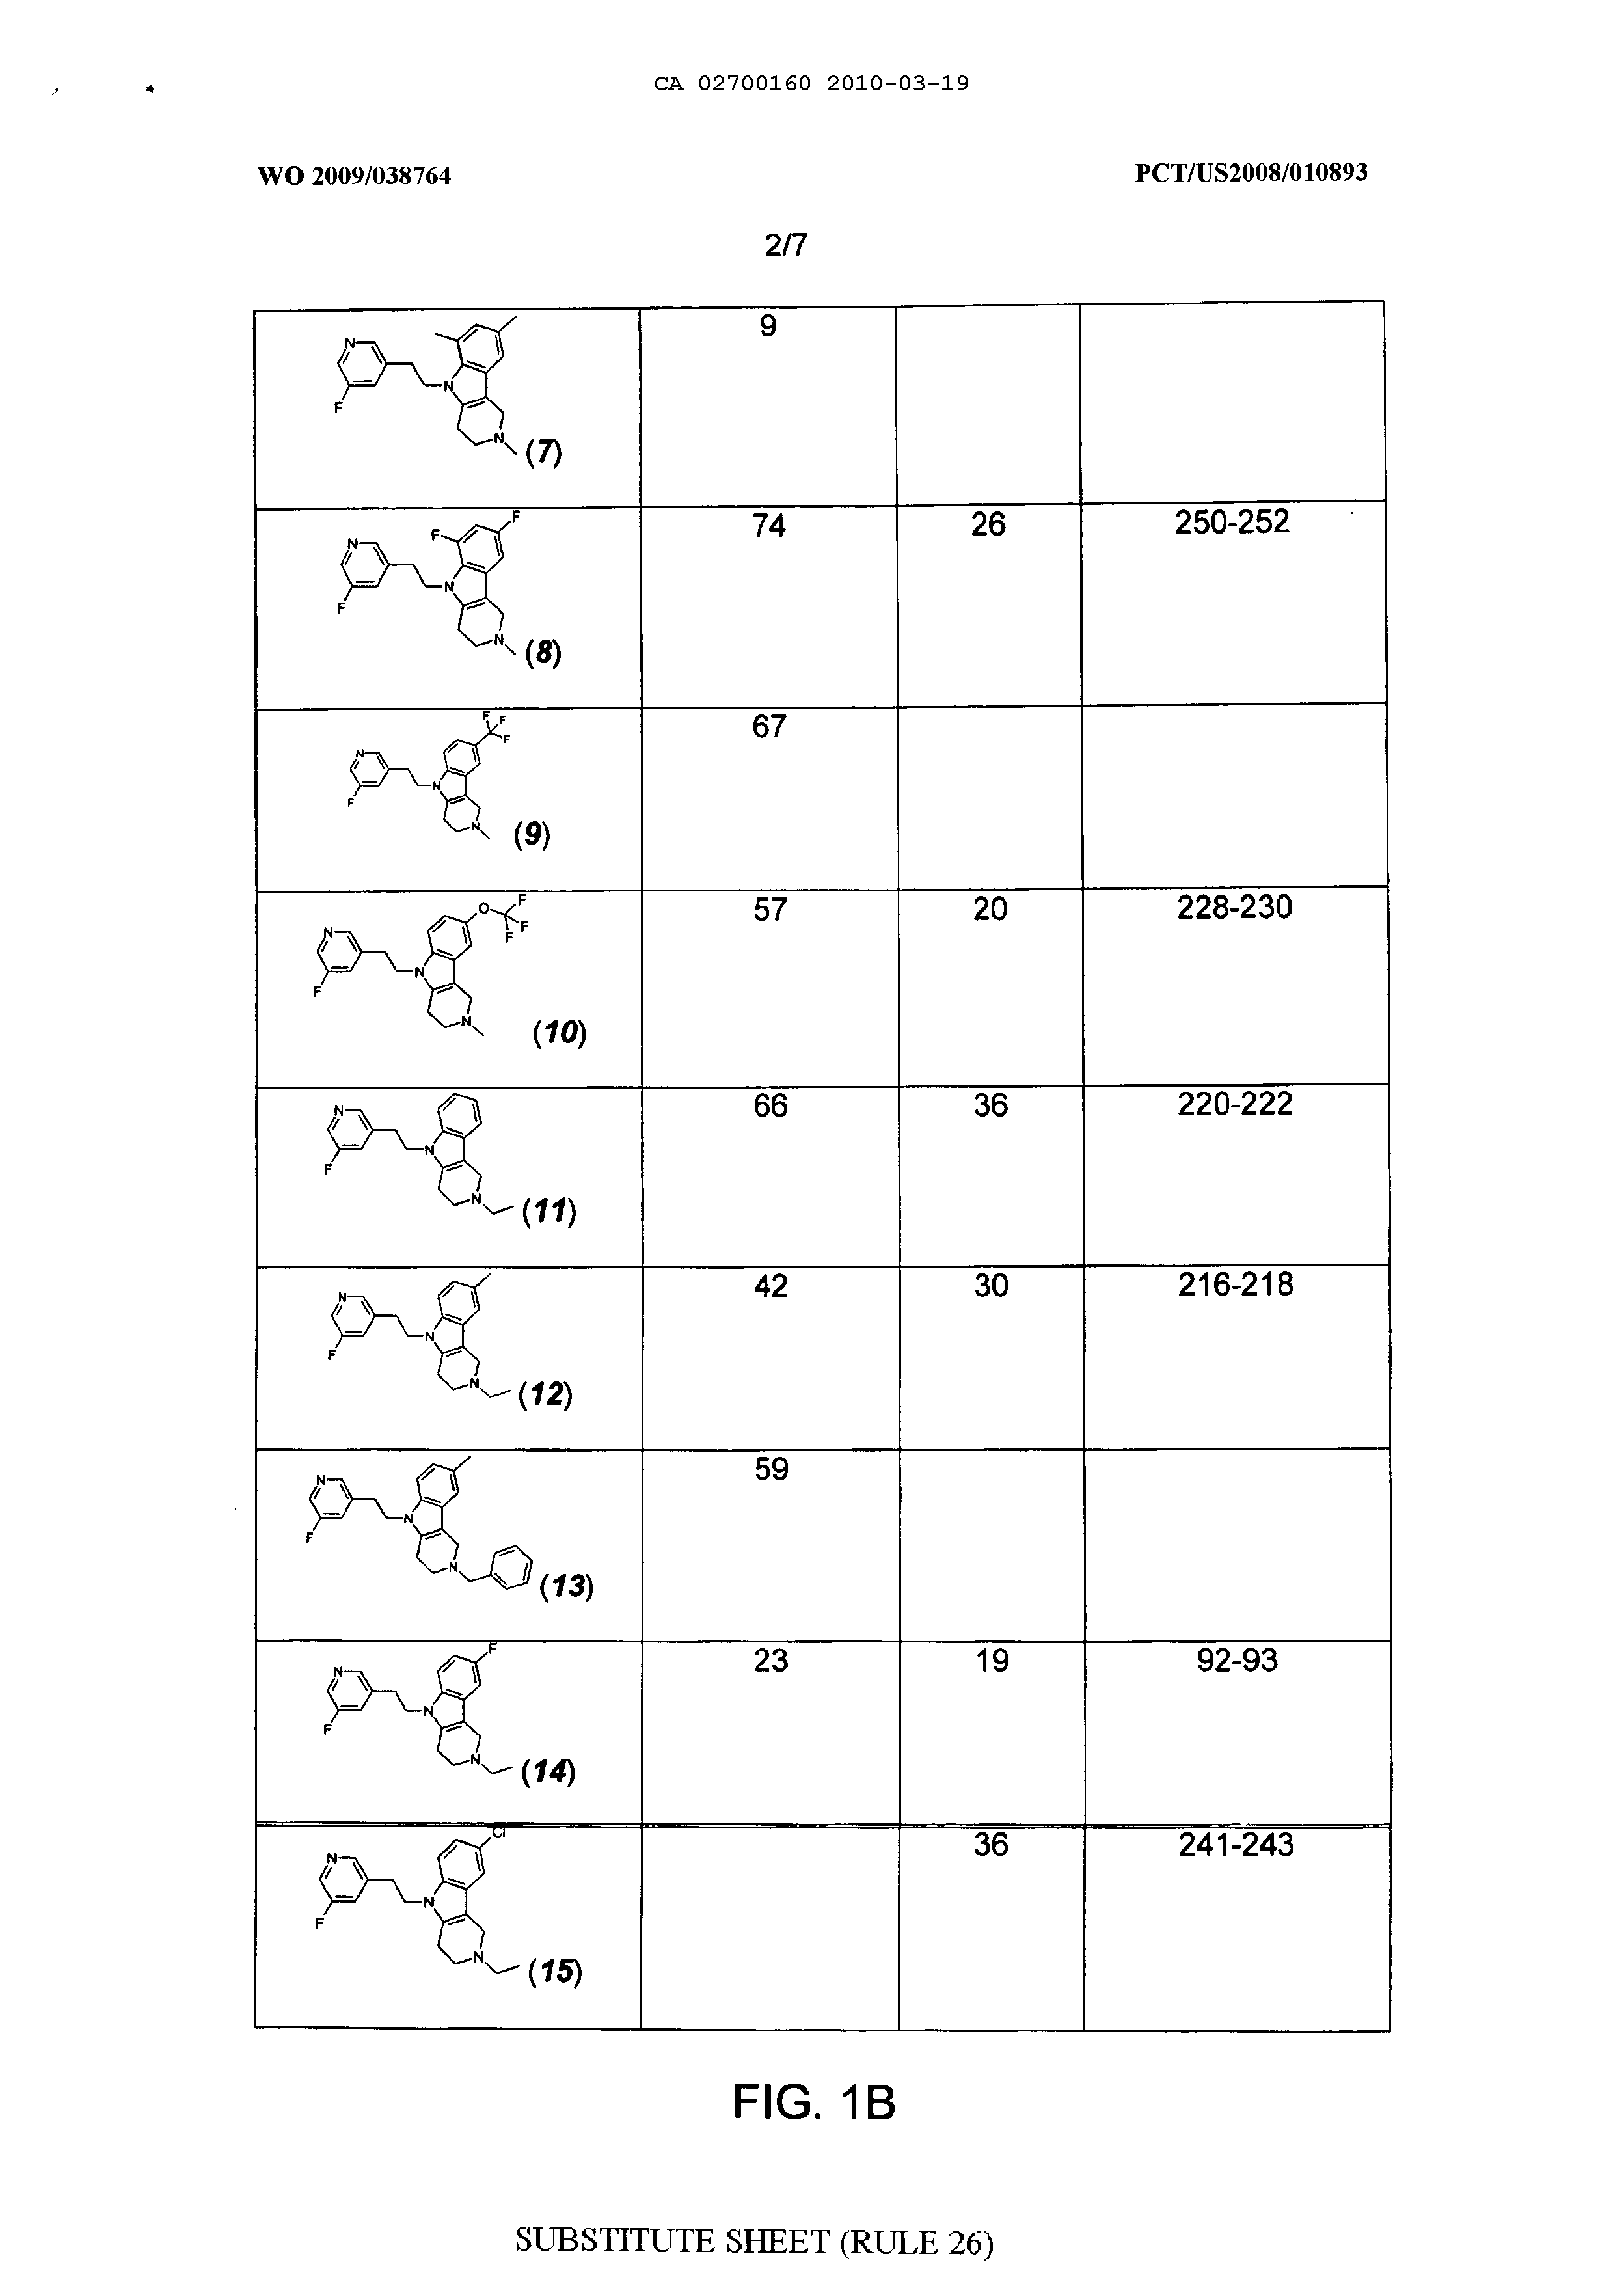 CA 02700160 2010-03-19
WO 2009/038764 PCT/US2008/010893
2/7
N F N N (7) 9
F F N F N N (8) 74 26 250-252
F F F N F N N (9) 67
O F F F N F N N (10) 57 20 228-230
N F N N (11) 66 36 220-222
N F N N (12) 42 30 216-218
N F N N (13) 59
F N F N N (14) 23 19 92-93
Cl N F N N (15) 36 241-243
FIG. 1B
SUBSTITUTE SHEET (RULE 26)